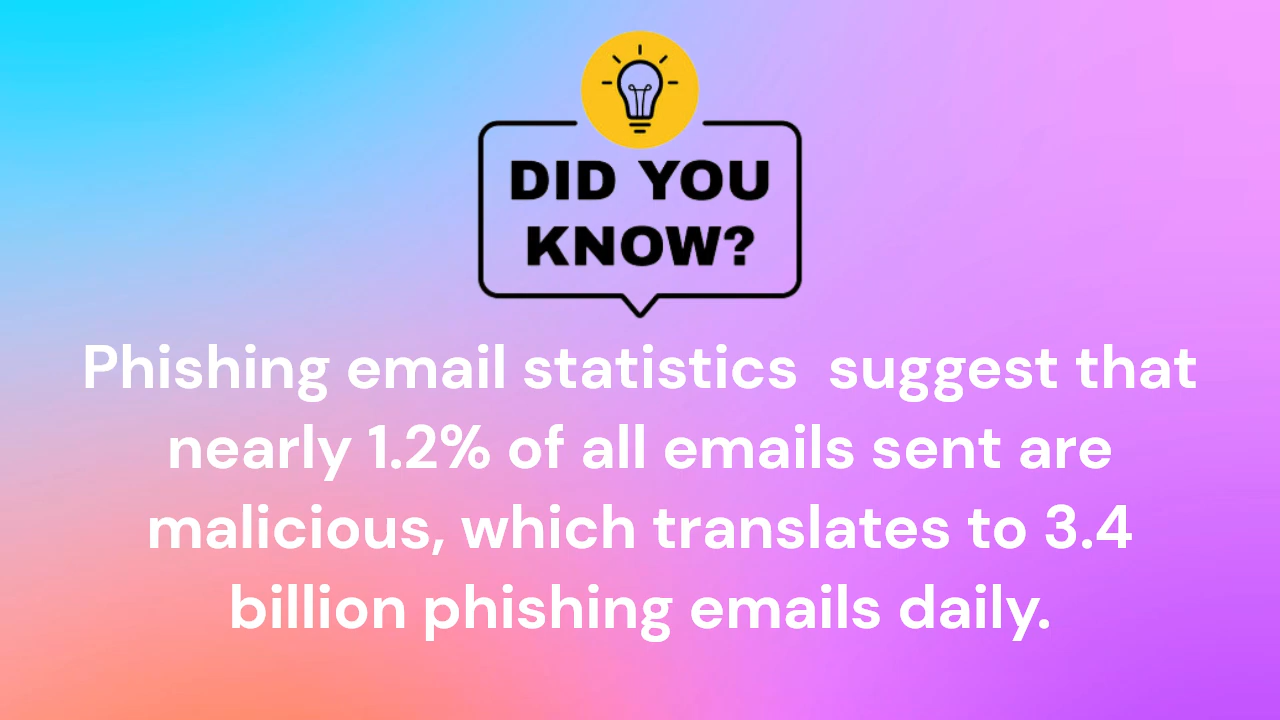 DID YOU
KNOW?
Phishing email statistics  suggest that
nearly 1.2% of all emails sent are
malicious, which translates to 3.4
billion phishing emails daily.